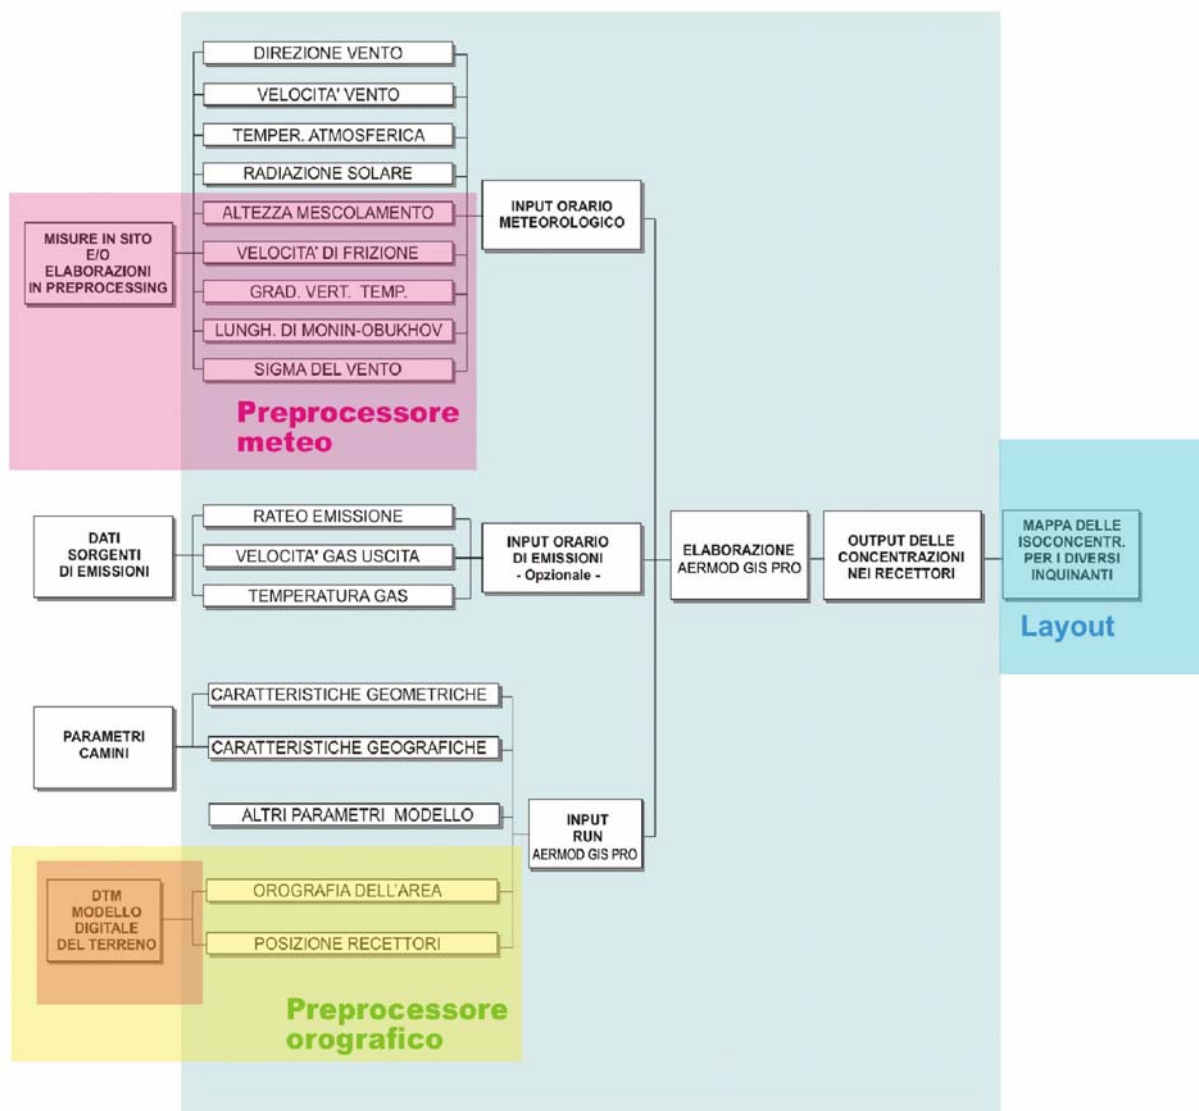 DIREZIONE VENTO
VELOCITA' VENTO
TEMPER. ATMOSFERICA
RADIAZIONE SOLARE
ALTEZZA MESCOLAMENTO
VELOCITA' DI FRIZIONE
GRAD. VERT. TEMP.
LUNGH. DI MONIN-OBUKHOV
SIGMA DEL VENTO
MISURE IN SITO
E/O
ELABORAZIONI
IN PREPROCESSING
INPUT ORARIO
METEOROLOGICO
Preprocessore
meteo
DATI
SORGENTI
DI EMISSIONI
RATEO EMISSIONE
VELOCITA' GAS USCITA
TEMPERATURA GAS
INPUT ORARIO
DI EMISSIONI
- Opzionale -
ELABORAZIONE
AERMOD GIS PRO
OUTPUT DELLE
CONCENTRAZIONI
NEI RECETTORI
MAPPA DELLE
ISOCONCENTR.
PER I DIVERSI
INQUINANTI
Layout
PARAMETRI
CAMINI
CARATTERISTICHE GEOMETRICHE
CARATTERISTICHE GEOGRAFICHE
ALTRI PARAMETRI MODELLO
INPUT
RUN
AERMOD GIS PRO
DTM
MODELLO
DIGITALE
DEL TERRENO
OROGRAFIA DELL'AREA
POSIZIONE RECETTORI
Preprocessore
orografico